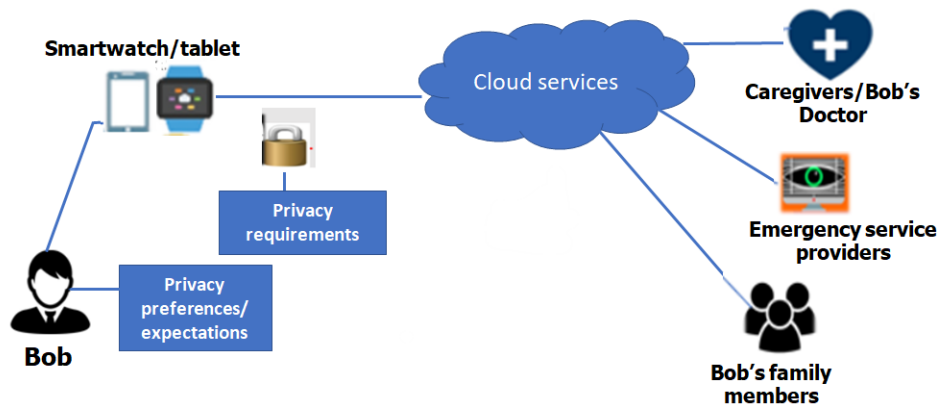 Smartwatch/tablet
Cloud services
Caregivers/Bob's
Doctor
Privacy
requirements
Emergency service
providers
Privacy
preferences/
expectations
Bob
Bob's family
members